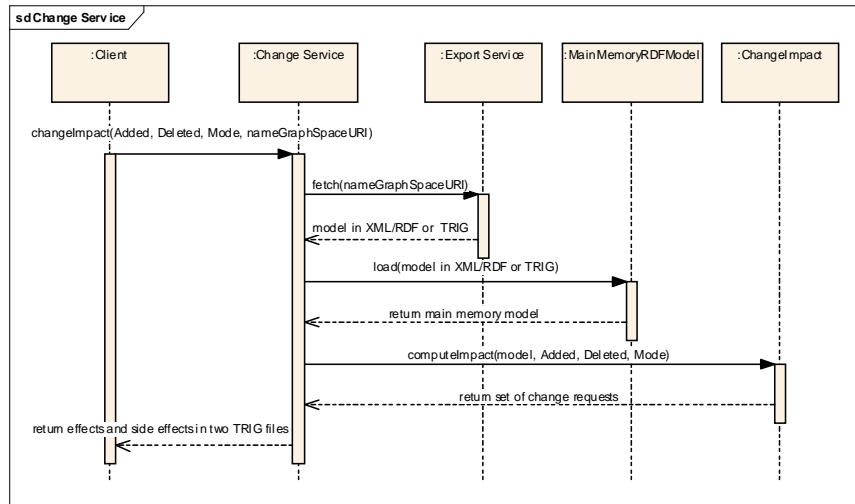 sd Change Service
:Client
:Change Service
:Export Service
:MainMemoryRDFModel
:ChangeImpact
changeImpact(Added, Deleted, Mode, nameGraphSpaceURI)
fetch(nameGraphSpaceURI)
model in XML/RDF or TRIG
load(model in XML/RDF or TRIG)
return main memory model
computeImpact(model, Added, Deleted, Mode)
return set of change requests
return effects and side effects in two TRIG files